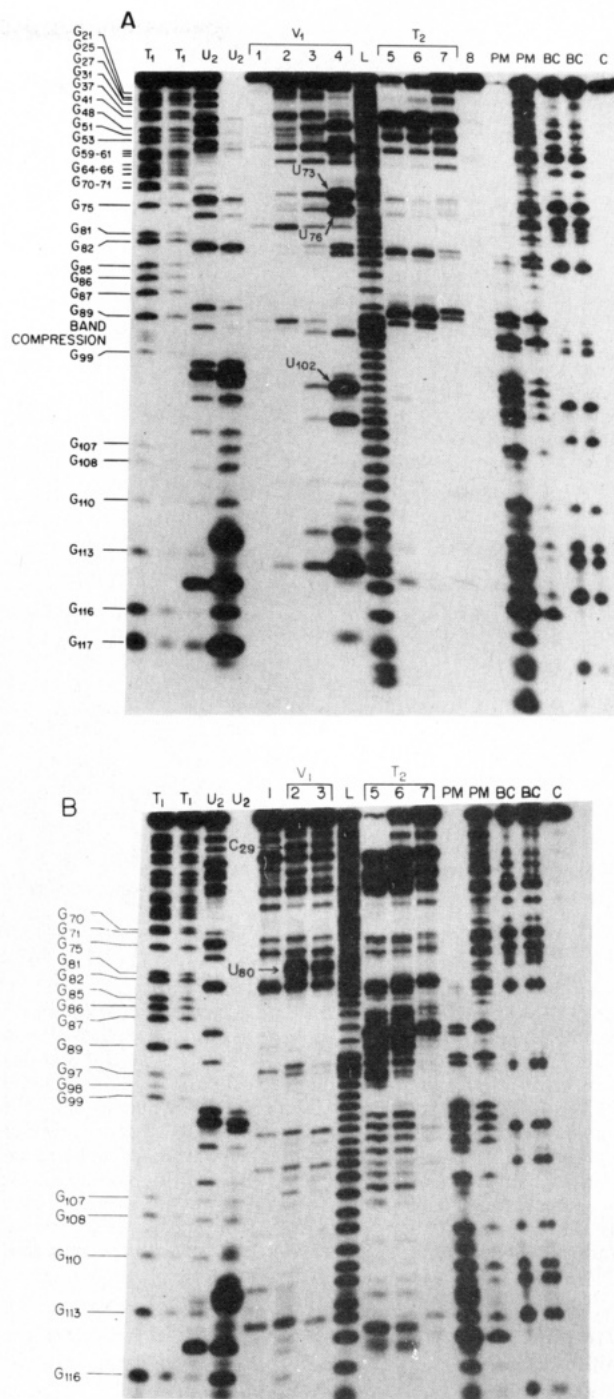 A
V1 T2
T1 T1 U2 U2 1 2 3 4 L 5 6 7 8 PM PM BC BC C
G21
G25
G27
G31
G37
G41
G48
G51
G53
G59-61
G64-66
G70-71
G75
G81
G82
G85
G86
G87
G89
BAND
COMPRESSION
G99
G107
G108
G110
G113
G116
G117
U73
U76
U102
B
V1 T2
T1 T1 U2 U2 1 2 3 L 5 6 7 PM PM BC BC C
C29
G70
G71
G75
G81
U80
G82
G85
G86
G87
G89
G97
G98
G99
G107
G108
G110
G113
G116